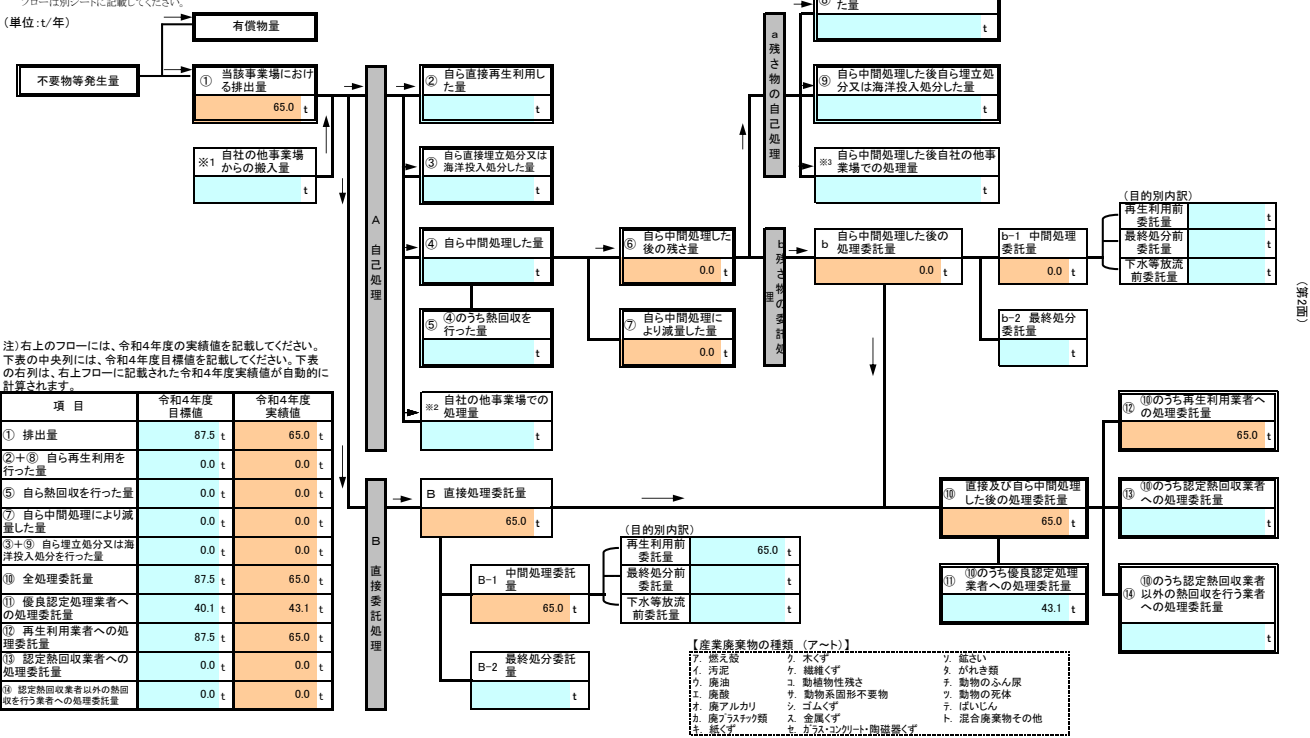 フローは別シートに記載してください。
(単位:t/年)
有償物量
不要物等発生量
① 当該事業場におけ
る排出量
65.0 t
※1 自社の他事業場
からの搬入量
t
A 自己処理
② 自ら直接再生利用し
た量
t
③ 自ら直接埋立処分又は
海洋投入処分した量
t
④ 自ら中間処理した量
t
⑤ ④のうち熱回収を
行った量
t
※2 自社の他事業場での
処理量
t
⑥ 自ら中間処理した
後の残さ量
0.0 t
⑦ 自ら中間処理に
より減量した量
0.0 t
a 残さ物の自己処理
⑧
た量
t
⑨ 自ら中間処理した後自ら埋立処
分又は海洋投入処分した量
t
※3 自ら中間処理した後自社の他事
業場での処理量
t
b 残さ物の委託処理
b 自ら中間処理した後の
処理委託量
0.0 t
b-1 中間処理
委託量
0.0 t
b-2 最終処分
委託量
t
(目的別内訳)
再生利用前
委託量
t
最終処分前
委託量
t
下水等放流
前委託量
t
(第2面)
注)右上のフローには、令和4年度の実績値を記載してください。
下表の中央列には、令和4年度目標値を記載してください。下表
の右列は、右上フローに記載された令和4年度実績値が自動的に
計算されます。
項 目 令和4年度
目標値 令和4年度
実績値
① 排出量 87.5 t 65.0 t
②+⑧ 自ら再生利用を
行った量 0.0 t 0.0 t
⑤ 自ら熱回収を行った量 0.0 t 0.0 t
⑦ 自ら中間処理により減
量した量 0.0 t 0.0 t
③+⑨ 自ら埋立処分又は海
洋投入処分を行った量 0.0 t 0.0 t
⑩ 全処理委託量 87.5 t 65.0 t
⑪ 優良認定処理業者へ
の処理委託量 40.1 t 43.1 t
⑫ 再生利用業者への処
理委託量 87.5 t 65.0 t
⑬ 認定熱回収業者への
処理委託量 0.0 t 0.0 t
⑭ 認定熱回収業者以外の熱回
収を行う業者への処理委託量 0.0 t 0.0 t
B 直接委託処理
B 直接処理委託量
65.0 t
B-1 中間処理委託
量
65.0 t
B-2 最終処分委託
量
t
(目的別内訳)
再生利用前
委託量
65.0 t
最終処分前
委託量
t
下水等放流
前委託量
t
⑩ 直接及び自ら中間処理
した後の処理委託量
65.0 t
⑪ ⑩のうち優良認定処理
業者への処理委託量
43.1 t
⑫ ⑩のうち再生利用業者へ
の処理委託量
65.0 t
⑬ ⑩のうち認定熱回収業者
への処理委託量
t
⑭ ⑩のうち認定熱回収業者
以外の熱回収を行う業者
への処理委託量
t
【産業廃棄物の種類 (ア~ト)】
ア. 燃え殻 ク. 木くず ソ. 鉱さい
イ. 汚泥 ケ. 繊維くず タ. がれき類
ウ. 廃油 コ. 動植物性残さ チ. 動物のふん尿
エ. 廃酸 サ. 動物系固形不要物 ツ. 動物の死体
オ. 廃アルカリ シ. ゴムくず テ. ばいじん
カ. 廃プラスチック類 ス. 金属くず ト. 混合廃棄物その他
キ. 紙くず セ. ガラス・コンクリート・陶磁器くず